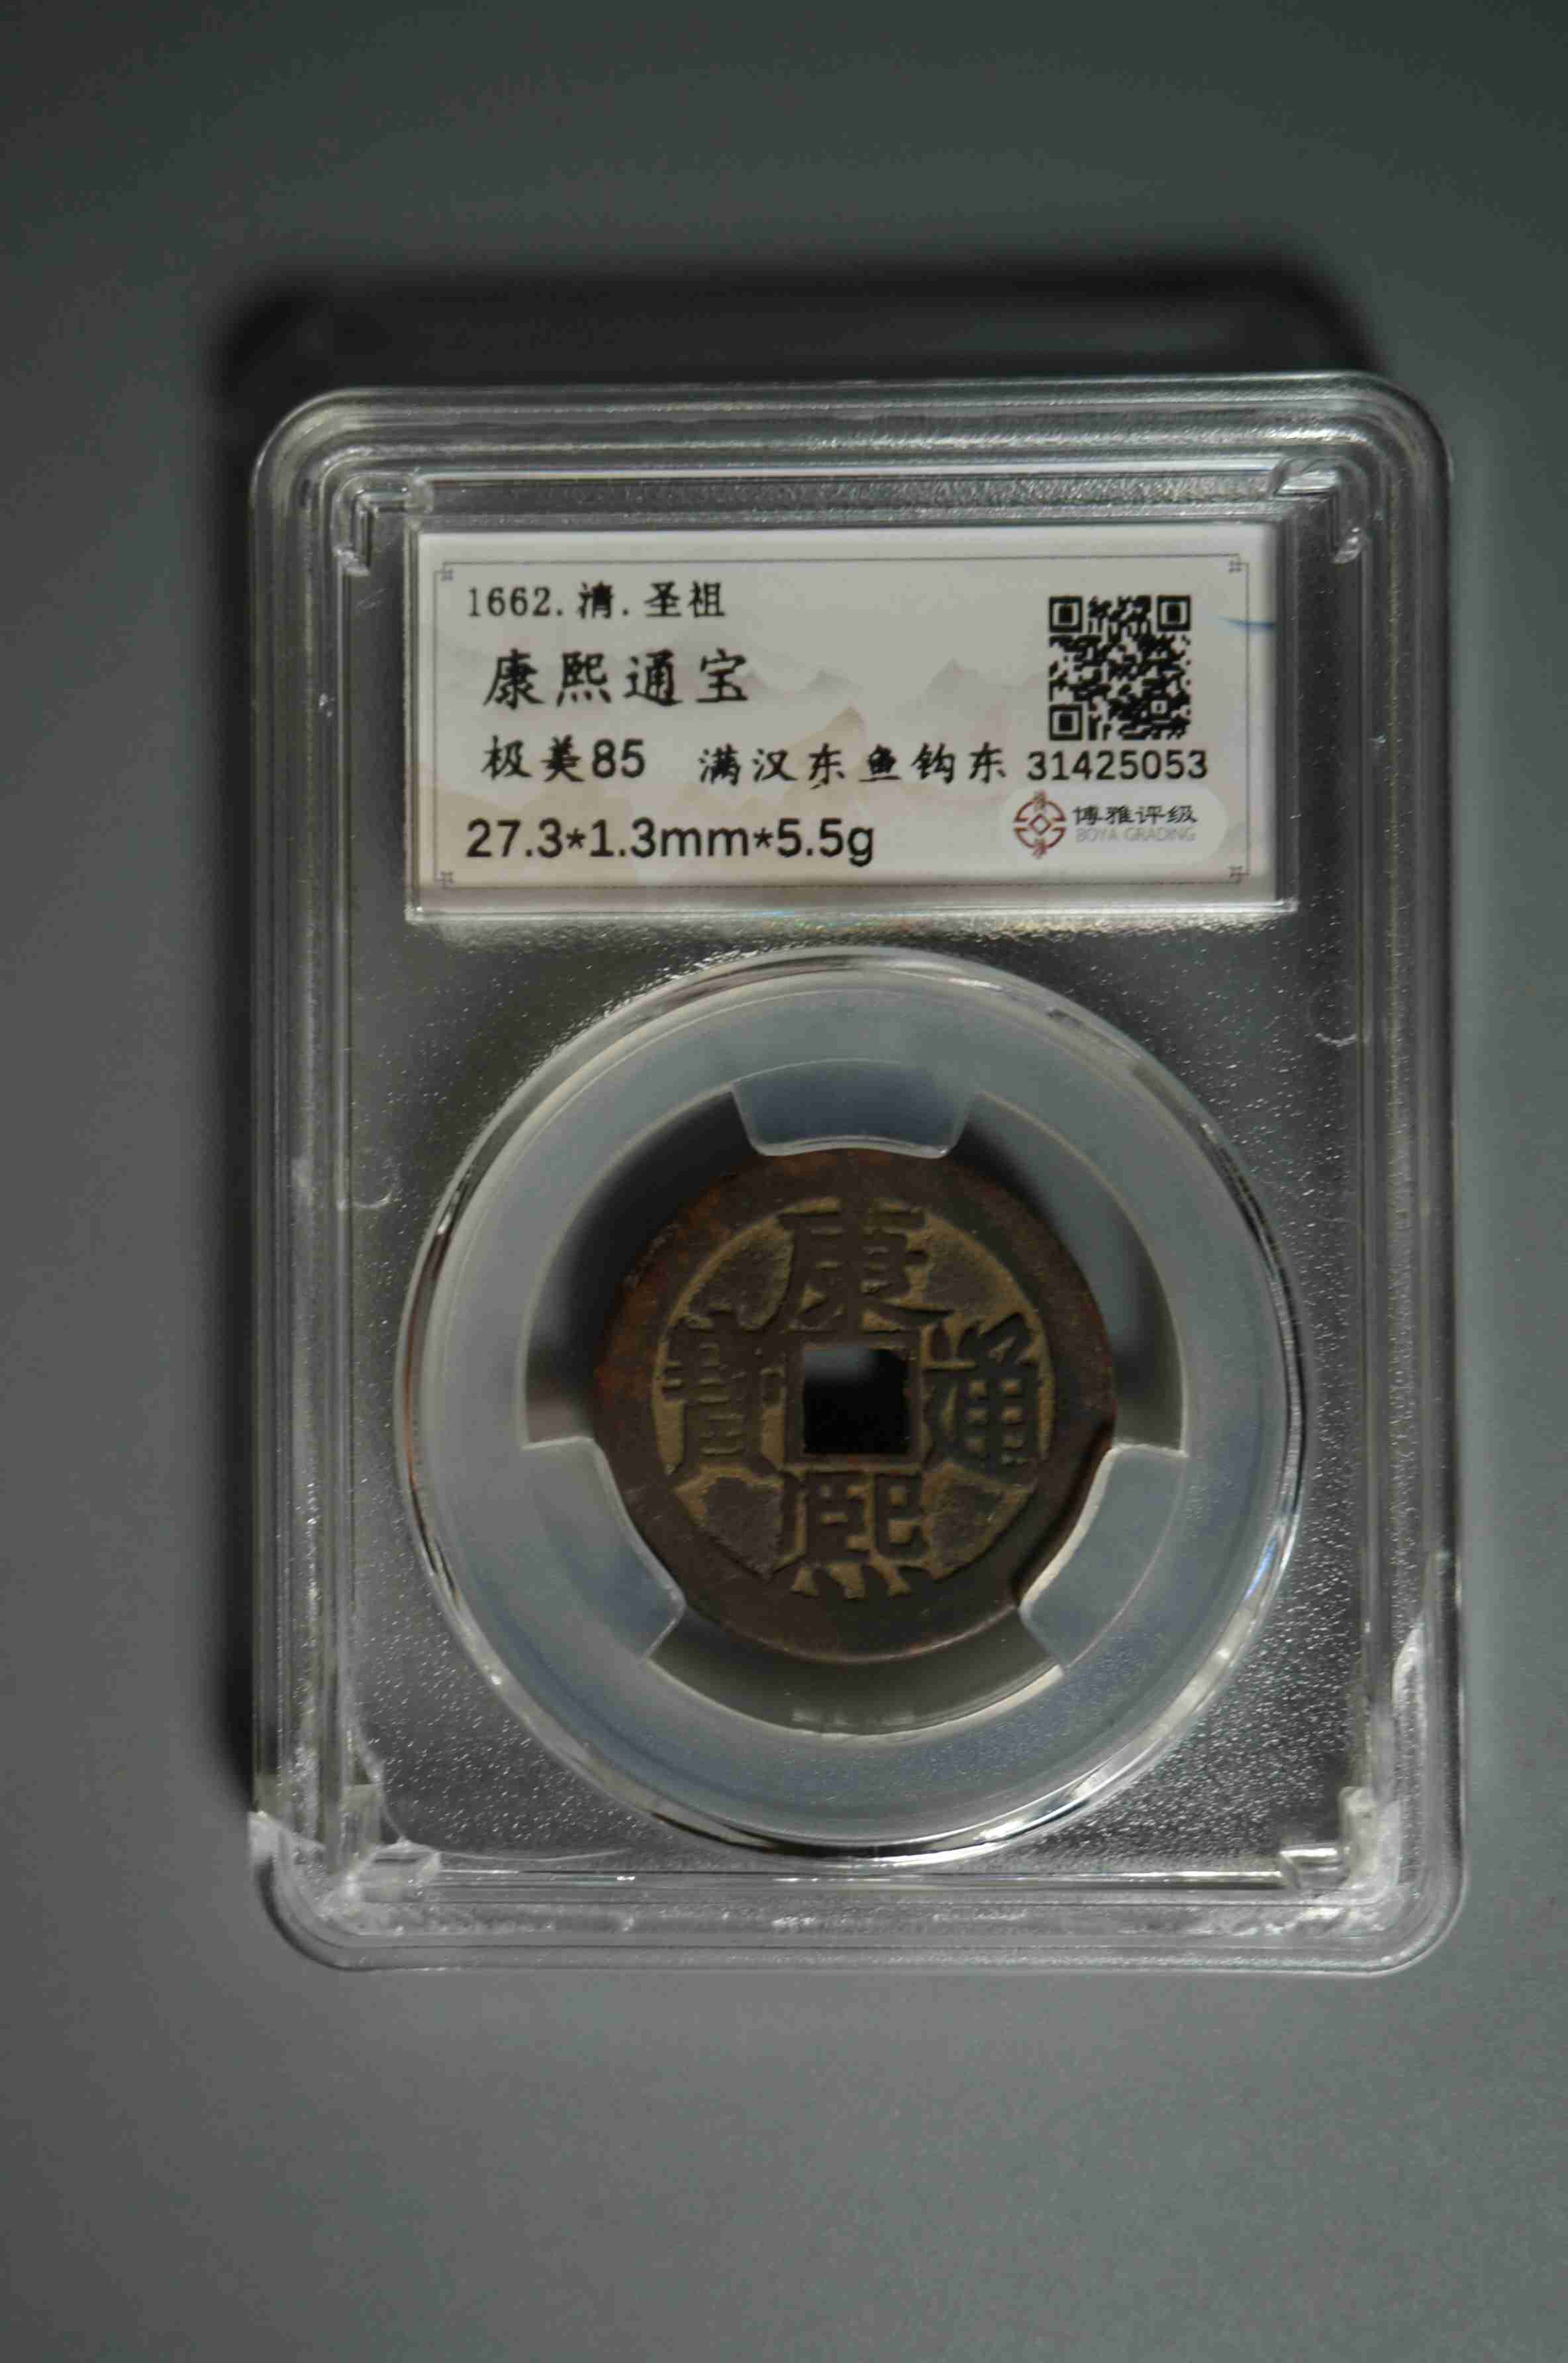 1662.清.圣祖
康熙通宝
极美85 满汉东鱼钩东 31425053
27.3*1.3mm*5.5g
博雅评级
BOYA GRADING
康
寶 通
熙